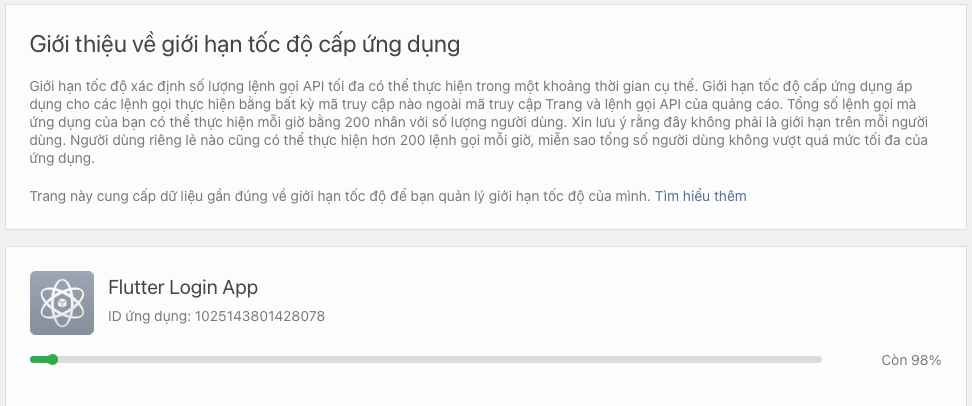 Giới thiệu về giới hạn tốc độ cấp ứng dụng
Giới hạn tốc độ xác định số lượng lệnh gọi API tối đa có thể thực hiện trong một khoảng thời gian cụ thể. Giới hạn tốc độ cấp ứng dụng áp
dụng cho các lệnh gọi thực hiện bằng bất kỳ mã truy cập nào ngoài mã truy cập Trang và lệnh gọi API của quảng cáo. Tổng số lệnh gọi mà
ứng dụng của bạn có thể thực hiện mỗi giờ bằng 200 nhân với số lượng người dùng. Xin lưu ý rằng đây không phải là giới hạn trên mỗi người
dùng. Người dùng riêng lẻ nào cũng có thể thực hiện hơn 200 lệnh gọi mỗi giờ, miễn sao tổng số người dùng không vượt quá mức tối đa của
ứng dụng.
Trang này cung cấp dữ liệu gần đúng về giới hạn tốc độ để bạn quản lý giới hạn tốc độ của mình. Tìm hiểu thêm
Flutter Login App
ID ứng dụng: 1025143801428078
Còn 98%